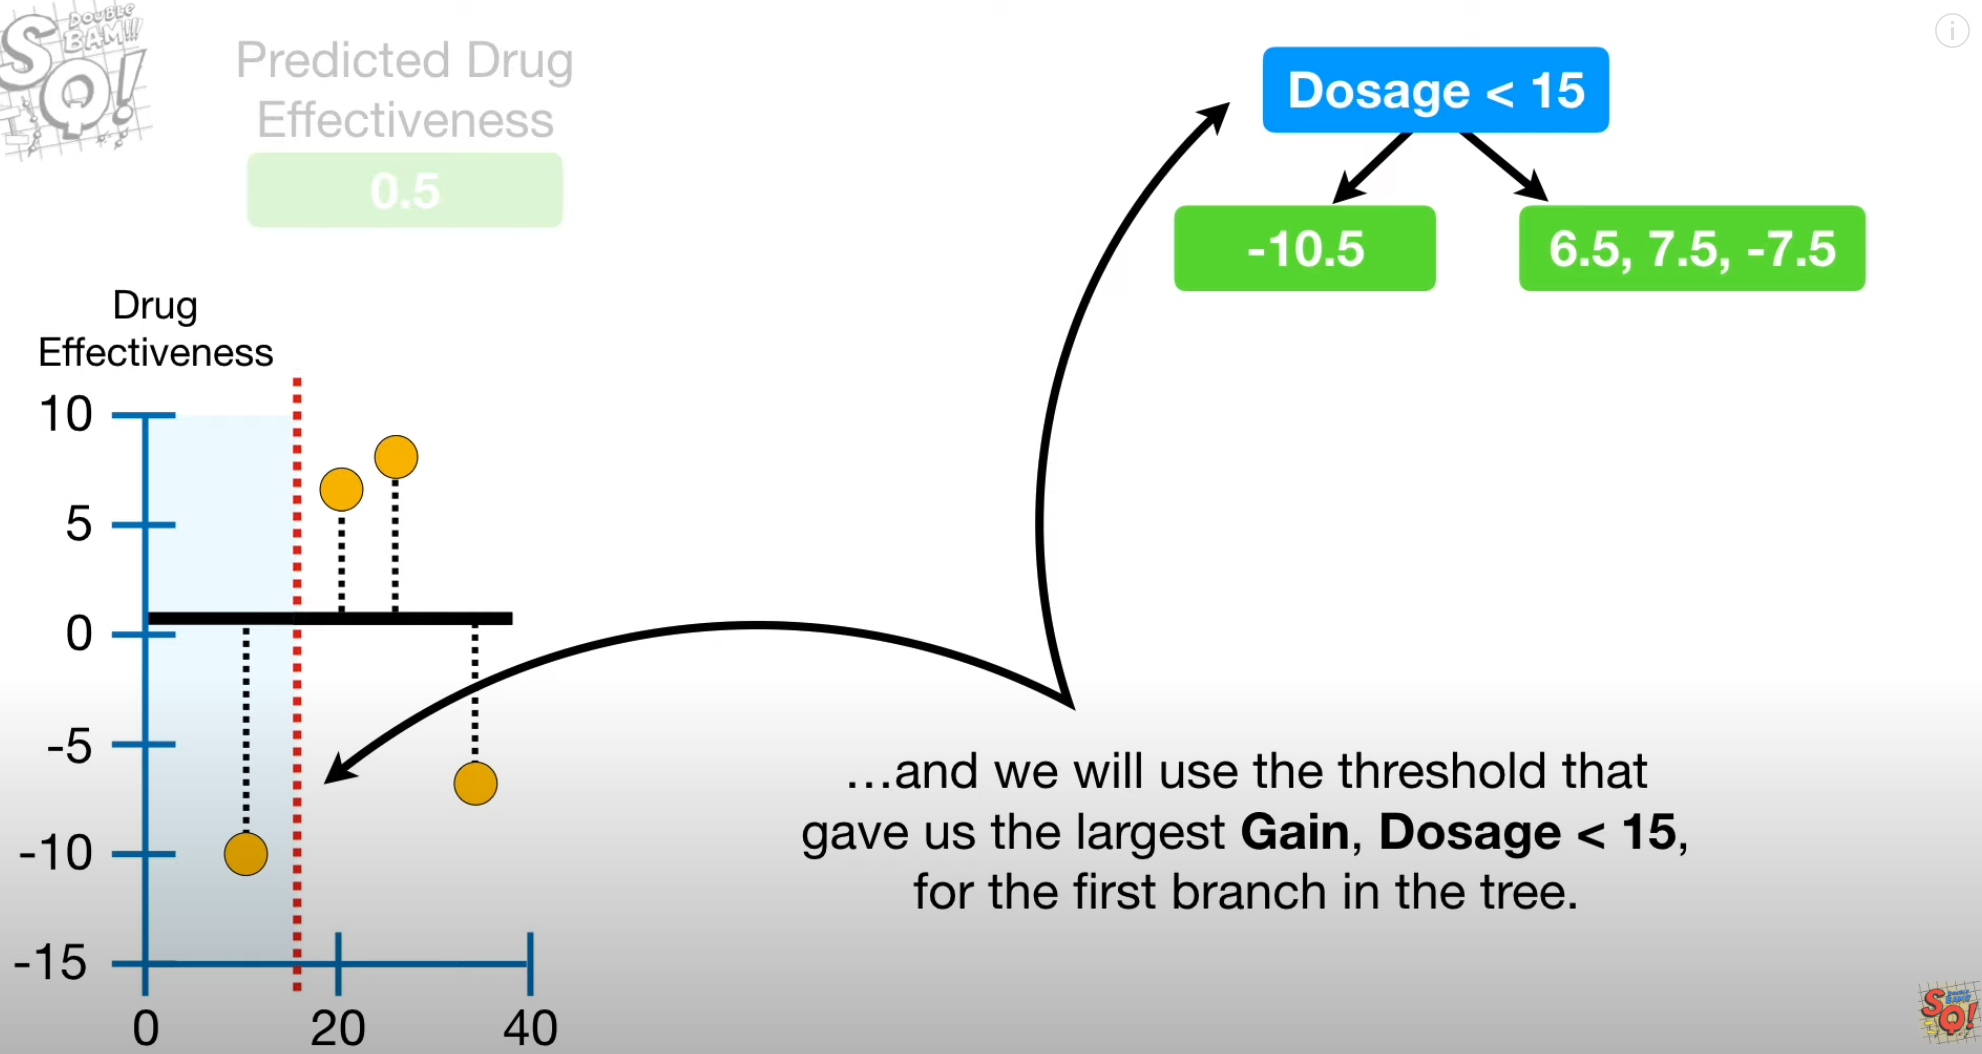 DOUBLE
BAM!!!
SQ!
Predicted Drug
Effectiveness
0.5
Dosage < 15
-10.5
6.5, 7.5, -7.5
Drug
Effectiveness
10
5
0
-5
-10
-15
0
20
40
…and we will use the threshold that
gave us the largest Gain, Dosage < 15,
for the first branch in the tree.
i
Double
BAM!!!
SQ!